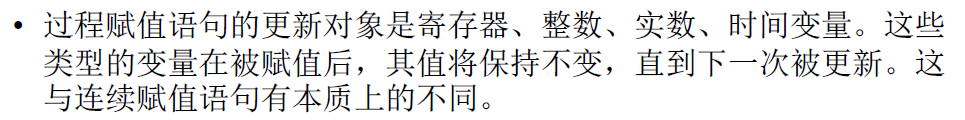 • 过程赋值语句的更新对象是寄存器、整数、实数、时间变量。这些
类型的变量在被赋值后，其值将保持不变，直到下一次被更新。这
与连续赋值语句有本质上的不同。